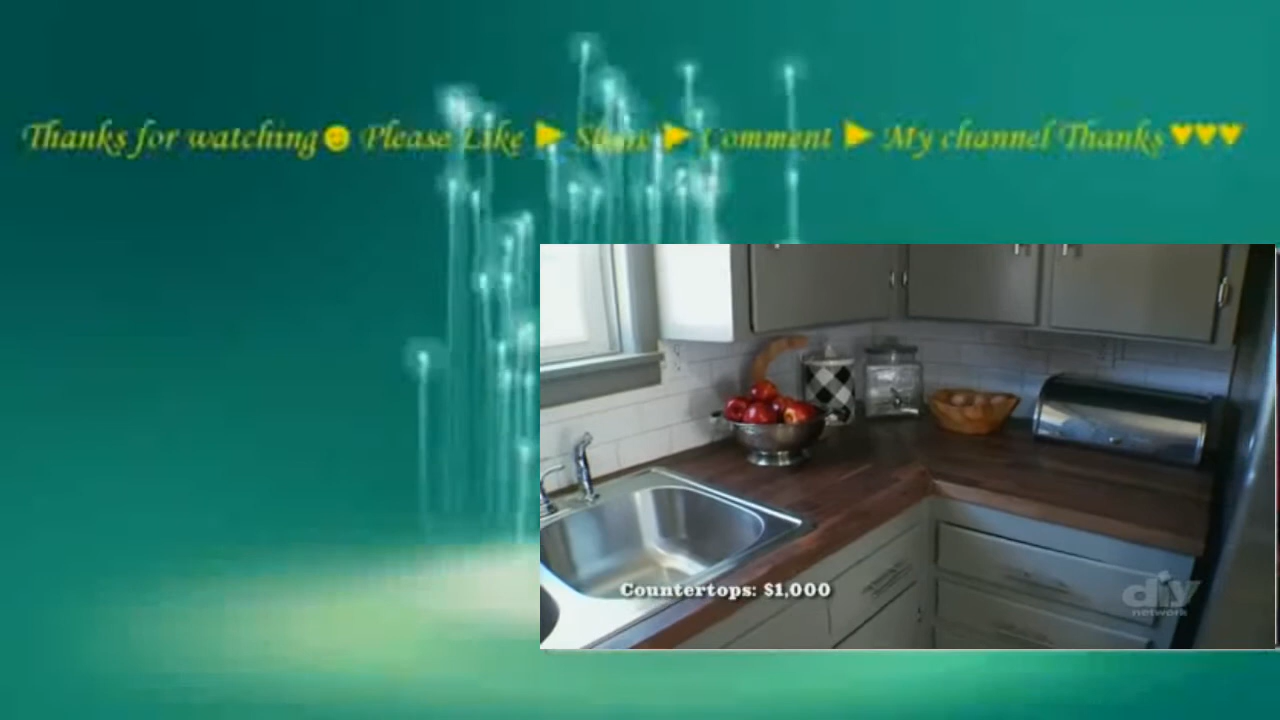 Thanks for watching☻ Please Like ► Share ► Comment ► My channel Thanks ♥♥♥
Countertops: $1,000
diy
network